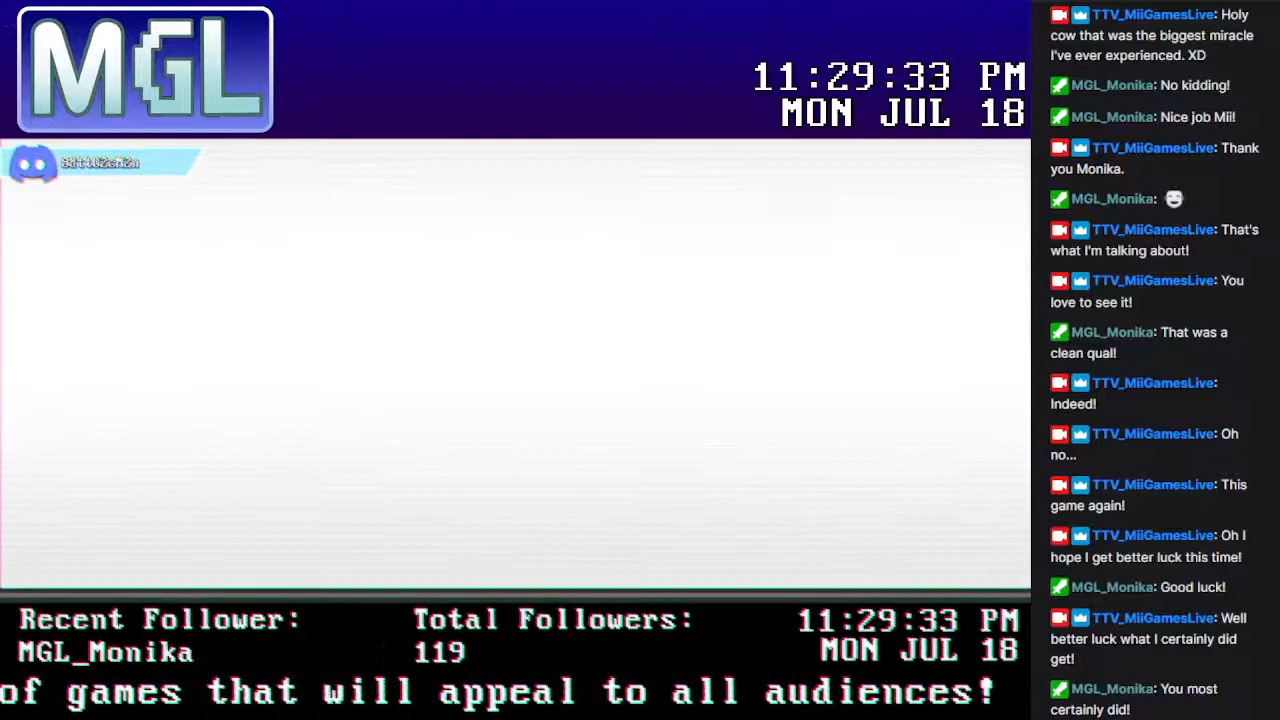 MGL
11:29:33 PM
MON JUL 18
Recent Follower:
MGL_Monika
Total Followers:
119
11:29:33 PM
MON JUL 18
of games that will appeal to all audiences!
TTV_MiiGamesLive: Holy
cow that was the biggest miracle
I've ever experienced. XD
MGL_Monika: No kidding!
MGL_Monika: Nice job Mii!
TTV_MiiGamesLive: Thank
you Monika.
MGL_Monika:
TTV_MiiGamesLive: That's
what I'm talking about!
TTV_MiiGamesLive: You
love to see it!
MGL_Monika: That was a
clean qual!
TTV_MiiGamesLive:
Indeed!
TTV_MiiGamesLive: Oh
no...
TTV_MiiGamesLive: This
game again!
TTV_MiiGamesLive: Oh I
hope I get better luck this time!
MGL_Monika: Good luck!
TTV_MiiGamesLive: Well
better luck what I certainly did
get!
MGL_Monika: You most
certainly did!